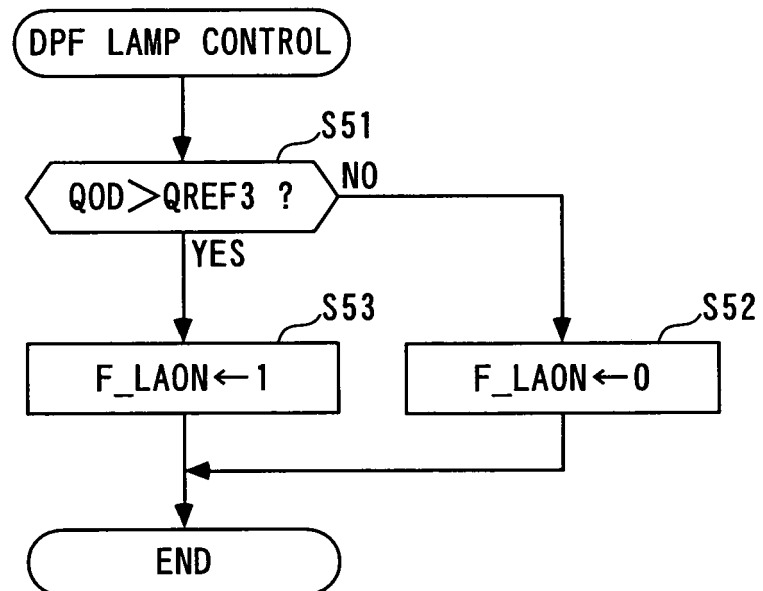 DPF LAMP CONTROL
S51
QOD>QREF3 ?
NO
YES
S53
S52
F_LAON←1
F_LAON←0
END